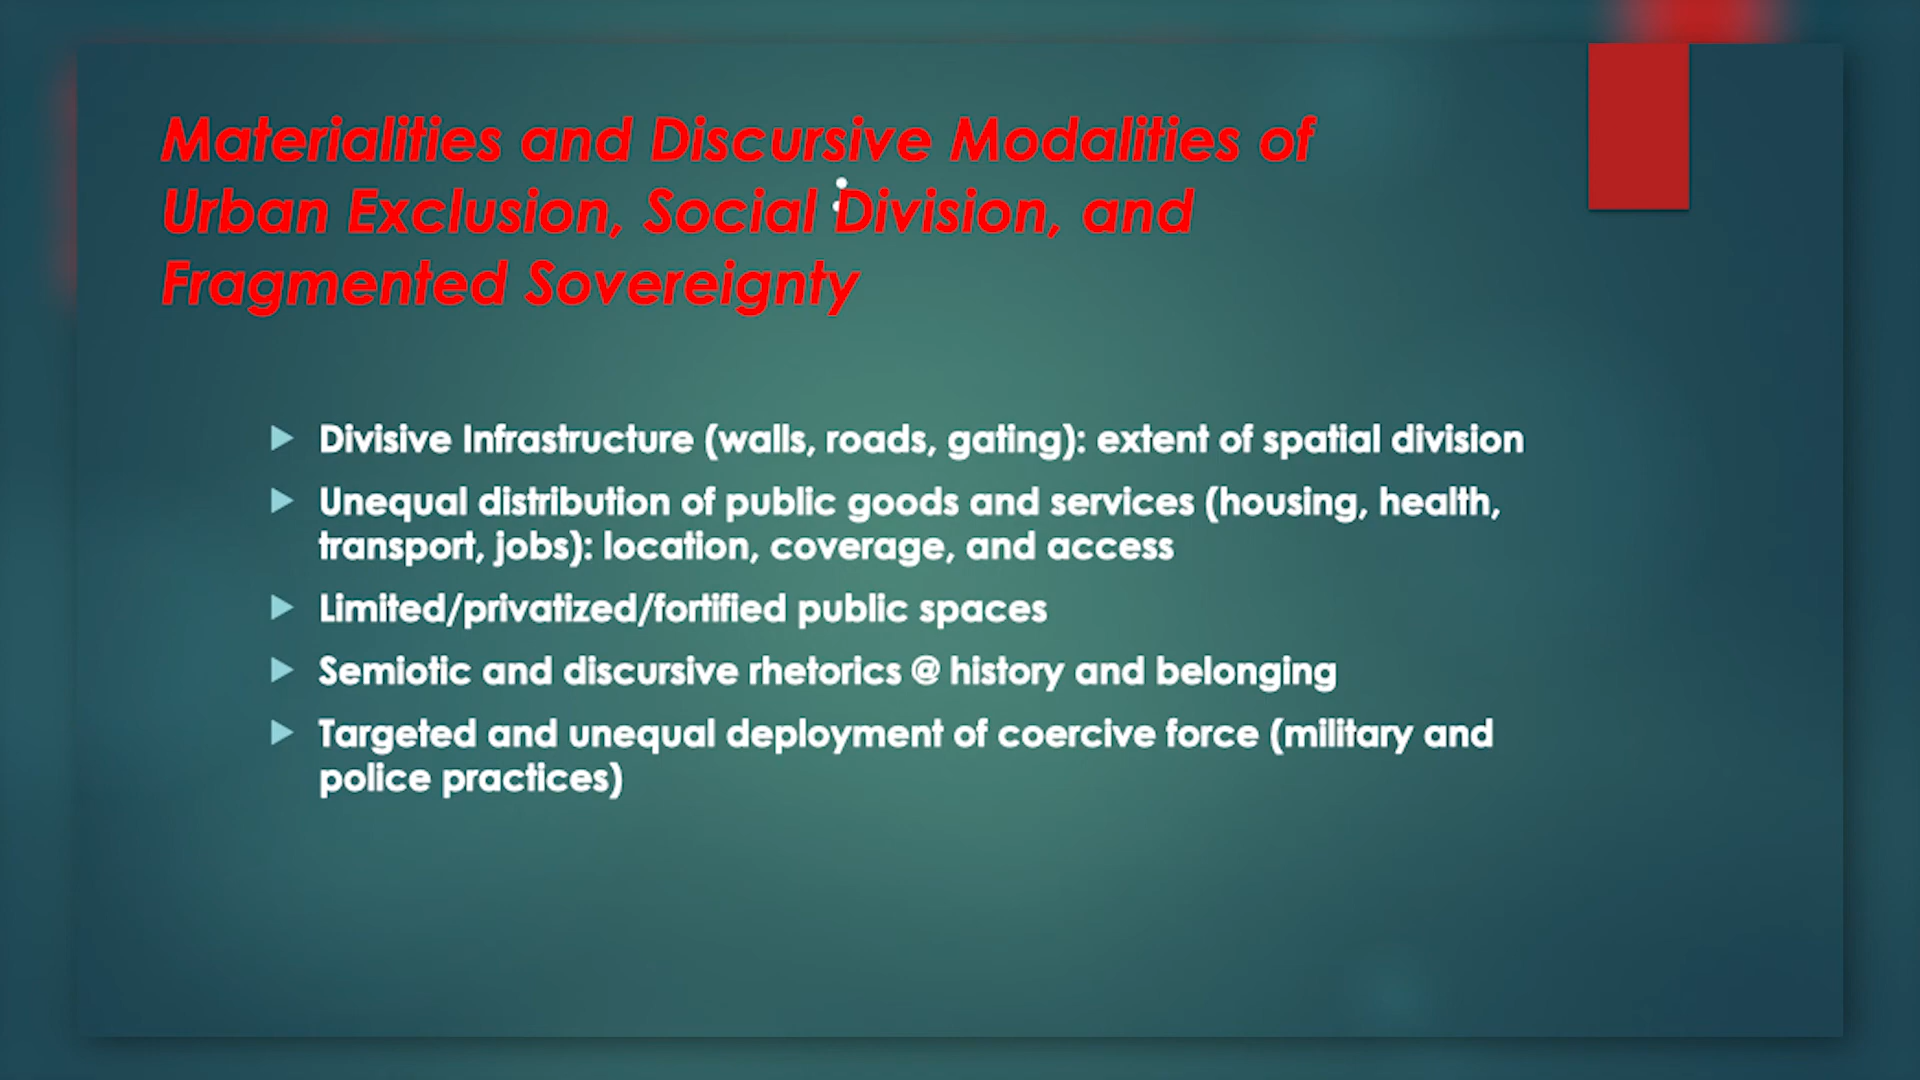 Materialities and Discursive Modalities of
Urban Exclusion, Social Division, and
Fragmented Sovereignty
Divisive Infrastructure (walls, roads, gating): extent of spatial division
Unequal distribution of public goods and services (housing, health,
transport, jobs): location, coverage, and access
Limited/privatized/fortified public spaces
Semiotic and discursive rhetorics @ history and belonging
Targeted and unequal deployment of coercive force (military and
police practices)